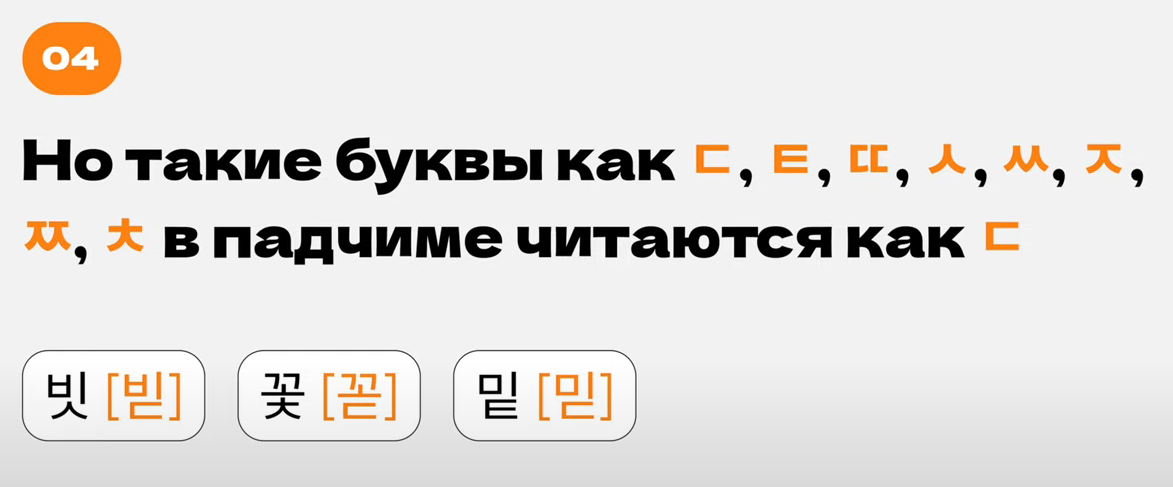 04
Но такие буквы как ㄷ, ㅌ, ㄸ, ㅅ, ㅆ, ㅈ,
ㅉ, ㅊ в падчиме читаются как ㄷ
빗 [빋] 꽃 [꼳] 밑 [믿]